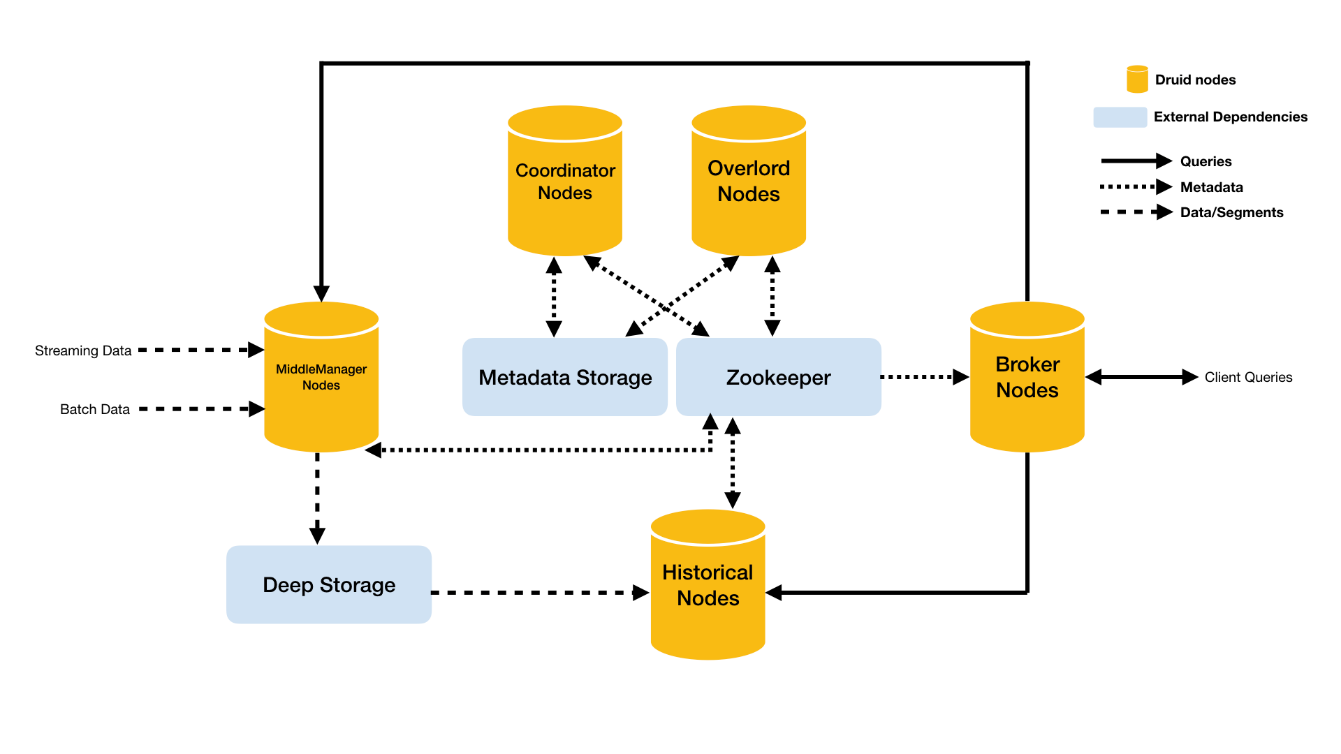 Druid nodes
External Dependencies
Queries
Metadata
Data/Segments
Coordinator
Nodes
Overlord
Nodes
Streaming Data
Batch Data
MiddleManager
Nodes
Metadata Storage
Zookeeper
Broker
Nodes
Client Queries
Deep Storage
Historical
Nodes